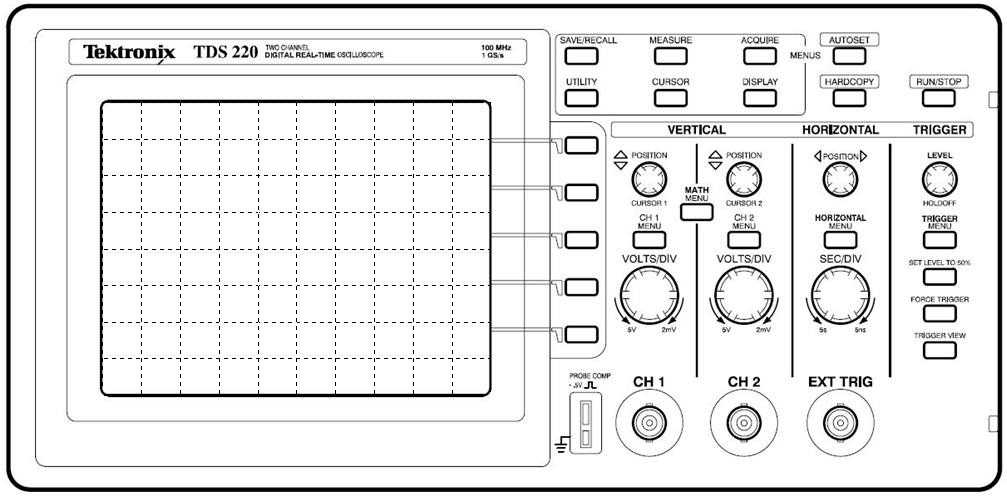 Tektronix TDS 220 TWO CHANNEL DIGITAL REAL-TIME OSCILLOSCOPE
100 MHz
1 GS/s
SAVE/RECALL MEASURE ACQUIRE AUTOSET
MENUS
UTILITY CURSOR DISPLAY HARDCOPY RUN/STOP
VERTICAL HORIZONTAL TRIGGER
POSITION POSITION POSITION LEVEL
CURSOR 1 MATH MENU CURSOR 2 HOLDOFF
CH 1 MENU CH 2 MENU HORIZONTAL MENU TRIGGER MENU
VOLTS/DIV VOLTS/DIV SEC/DIV SET LEVEL TO 50%
FORCE TRIGGER
5V 2mV 5V 2mV 5s 5ns
TRIGGER VIEW
PROBE COMP
~ .5V
CH 1 CH 2 EXT TRIG